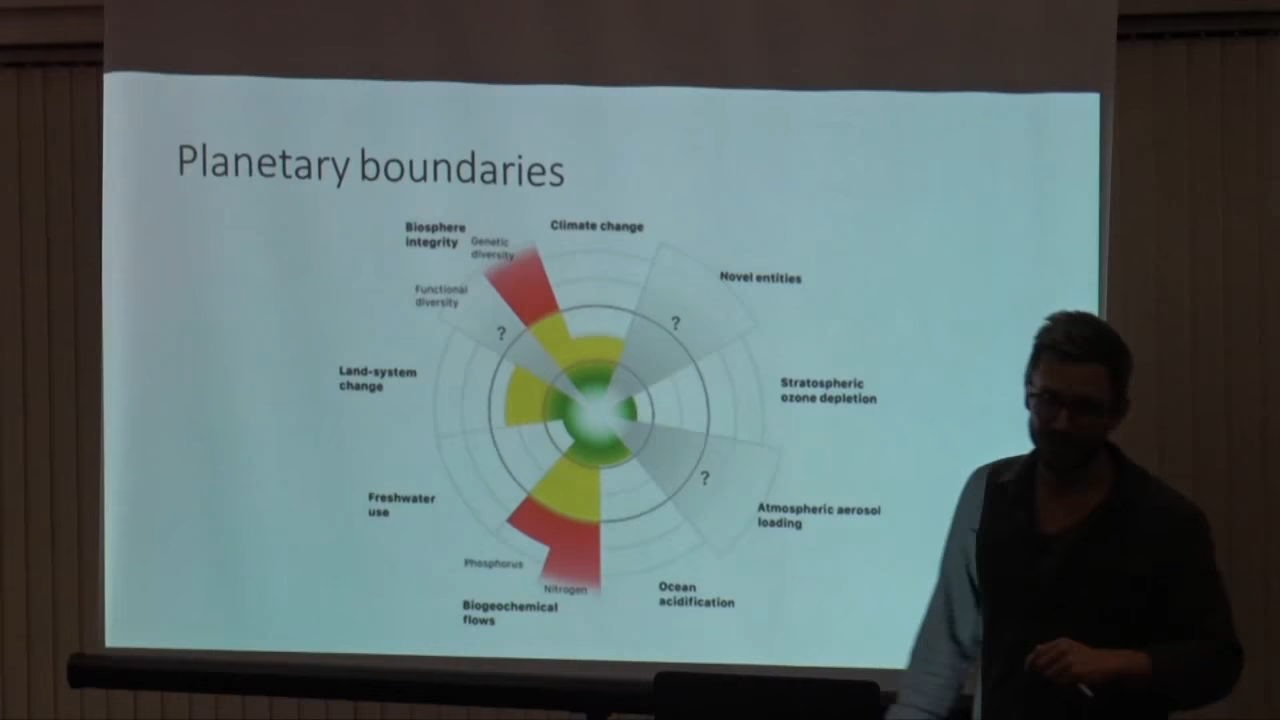 Planetary boundaries
Biosphere
integrity
Genetic
diversity
Climate change
Functional
diversity
Novel entities
?
?
Land-system
change
Stratospheric
ozone depletion
?
Freshwater
use
Atmospheric aerosol
loading
Phosphorus
Nitrogen
Biogeochemical
flows
Ocean
acidification